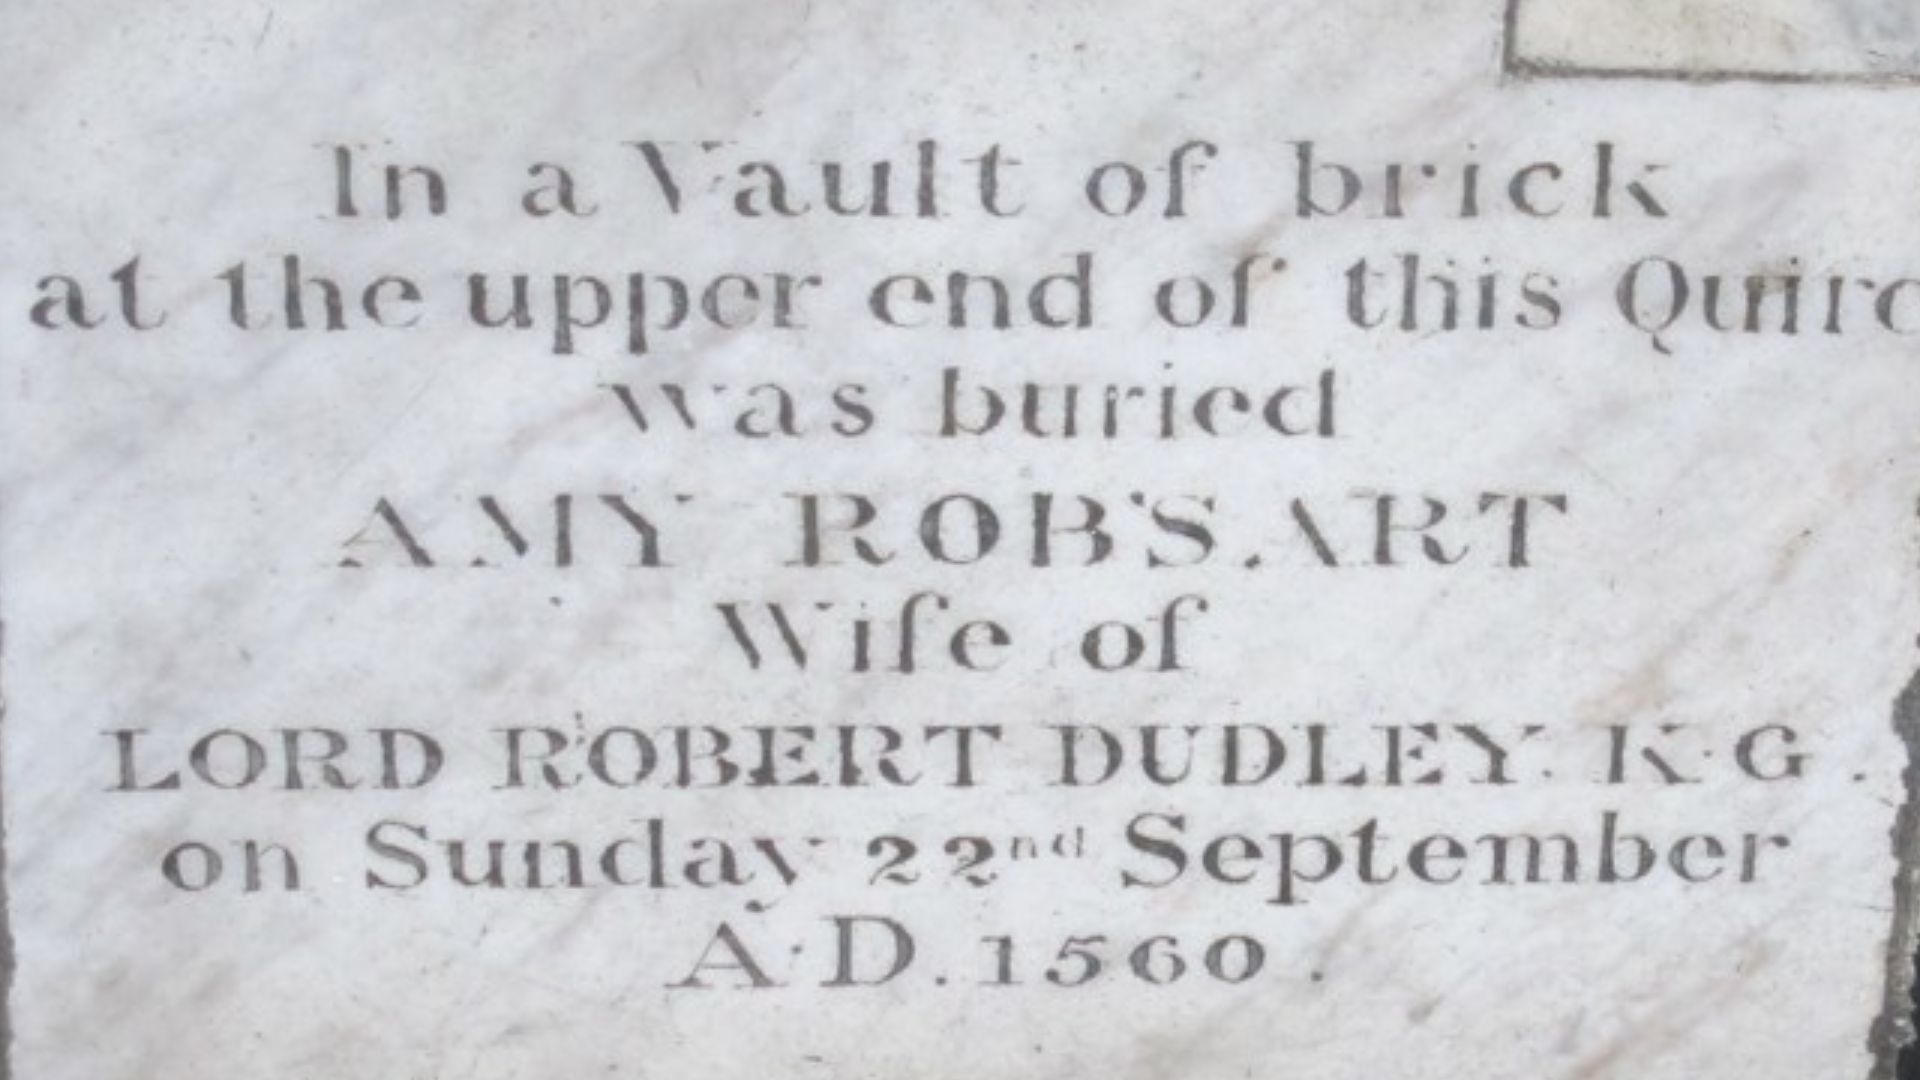 In a Vault of brick
at the upper end of this Quire
was buried
AMY ROBSART
Wife of
LORD ROBERT DUDLEY. K.G.
on Sunday 22nd September
A.D. 1560.